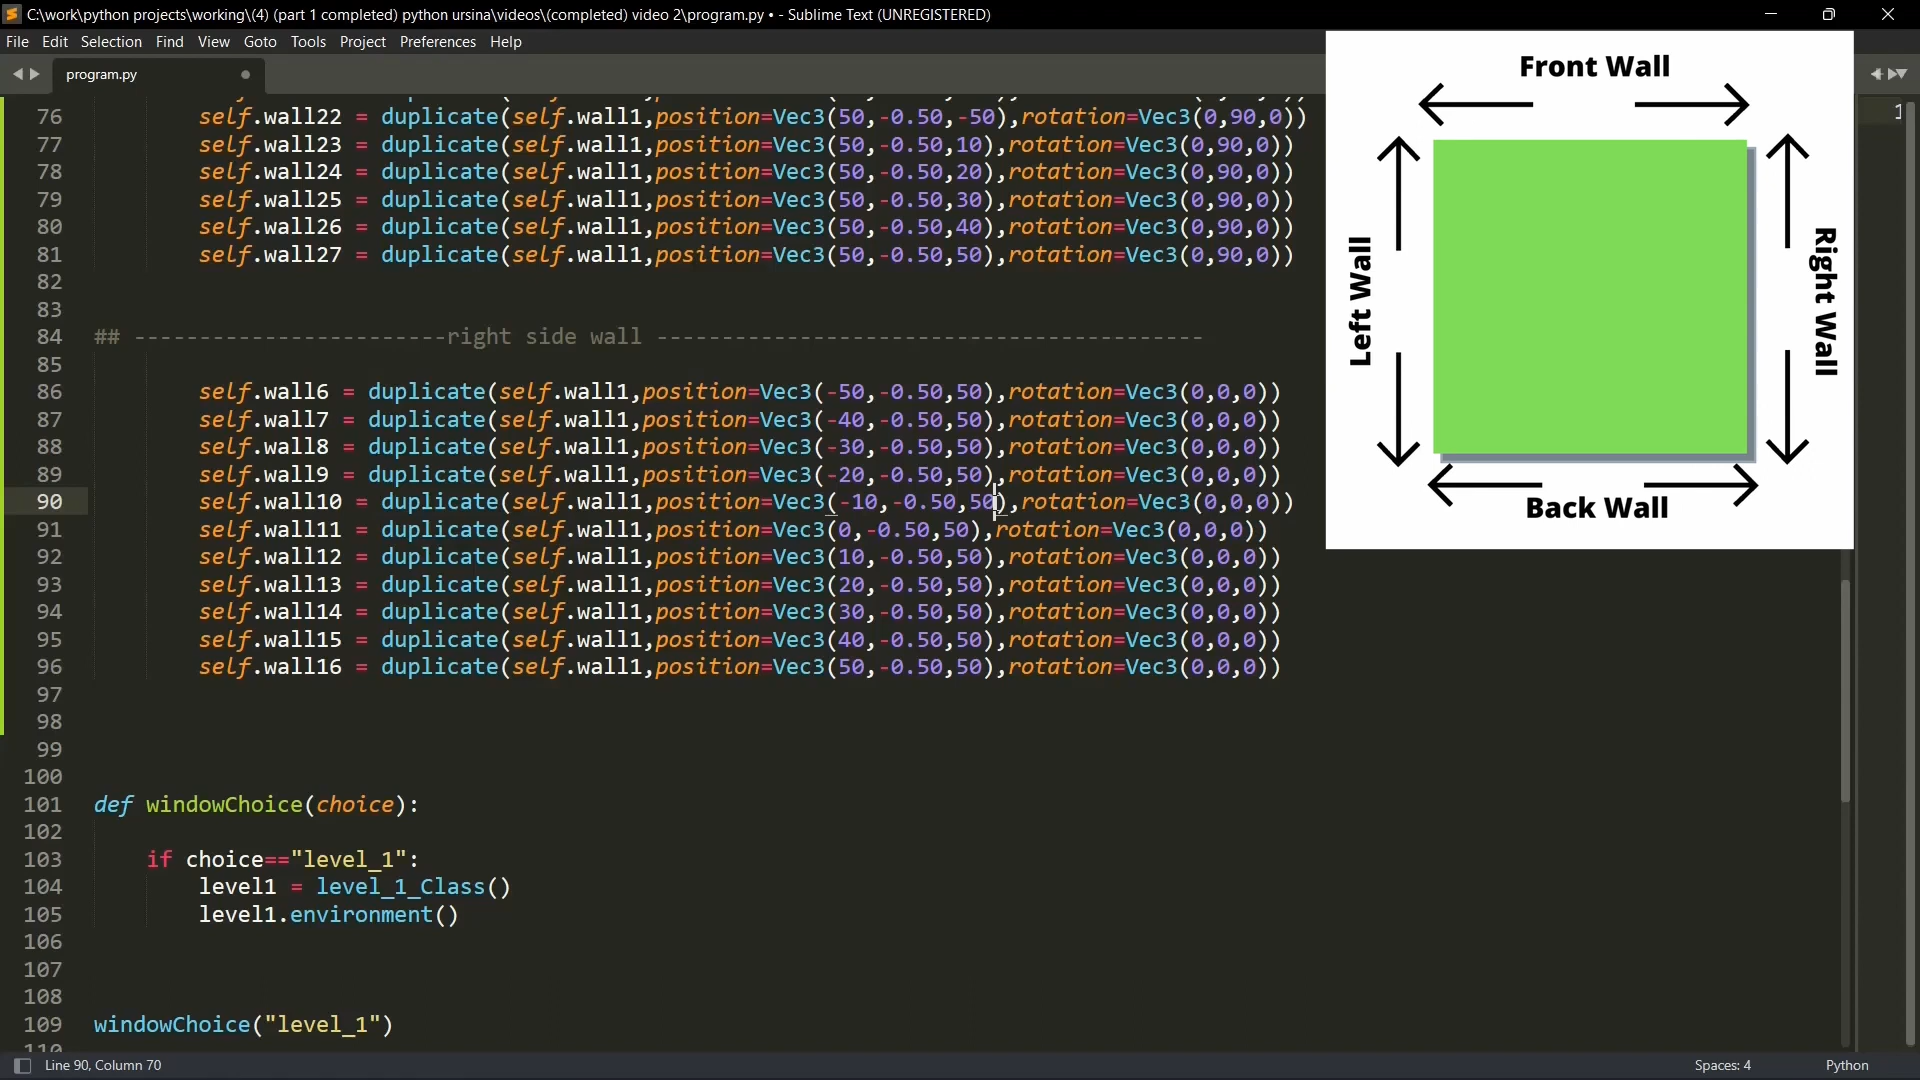 C:\work\python projects\working\(4) (part 1 completed) python ursina\videos\(completed) video 2\program.py • - Sublime Text (UNREGISTERED)
File Edit Selection Find View Goto Tools Project Preferences Help
program.py
76 self.wall22 = duplicate(self.wall1,position=Vec3(50,-0.50,-50),rotation=Vec3(0,90,0))
77 self.wall23 = duplicate(self.wall1,position=Vec3(50,-0.50,10),rotation=Vec3(0,90,0))
78 self.wall24 = duplicate(self.wall1,position=Vec3(50,-0.50,20),rotation=Vec3(0,90,0))
79 self.wall25 = duplicate(self.wall1,position=Vec3(50,-0.50,30),rotation=Vec3(0,90,0))
80 self.wall26 = duplicate(self.wall1,position=Vec3(50,-0.50,40),rotation=Vec3(0,90,0))
81 self.wall27 = duplicate(self.wall1,position=Vec3(50,-0.50,50),rotation=Vec3(0,90,0))
82
83
84 ## ------------------------right side wall ------------------------------------------
85
86 self.wall6 = duplicate(self.wall1,position=Vec3(-50,-0.50,50),rotation=Vec3(0,0,0))
87 self.wall7 = duplicate(self.wall1,position=Vec3(-40,-0.50,50),rotation=Vec3(0,0,0))
88 self.wall8 = duplicate(self.wall1,position=Vec3(-30,-0.50,50),rotation=Vec3(0,0,0))
89 self.wall9 = duplicate(self.wall1,position=Vec3(-20,-0.50,50),rotation=Vec3(0,0,0))
90 self.wall10 = duplicate(self.wall1,position=Vec3(-10,-0.50,50),rotation=Vec3(0,0,0))
91 self.wall11 = duplicate(self.wall1,position=Vec3(0,-0.50,50),rotation=Vec3(0,0,0))
92 self.wall12 = duplicate(self.wall1,position=Vec3(10,-0.50,50),rotation=Vec3(0,0,0))
93 self.wall13 = duplicate(self.wall1,position=Vec3(20,-0.50,50),rotation=Vec3(0,0,0))
94 self.wall14 = duplicate(self.wall1,position=Vec3(30,-0.50,50),rotation=Vec3(0,0,0))
95 self.wall15 = duplicate(self.wall1,position=Vec3(40,-0.50,50),rotation=Vec3(0,0,0))
96 self.wall16 = duplicate(self.wall1,position=Vec3(50,-0.50,50),rotation=Vec3(0,0,0))
97
98
99
100
101 def windowChoice(choice):
102
103 if choice=="level_1":
104 level1 = level_1_Class()
105 level1.environment()
106
107
108
109 windowChoice("level_1")
110
Front Wall
Left Wall
Right Wall
Back Wall
1
Line 90, Column 70
Spaces: 4
Python